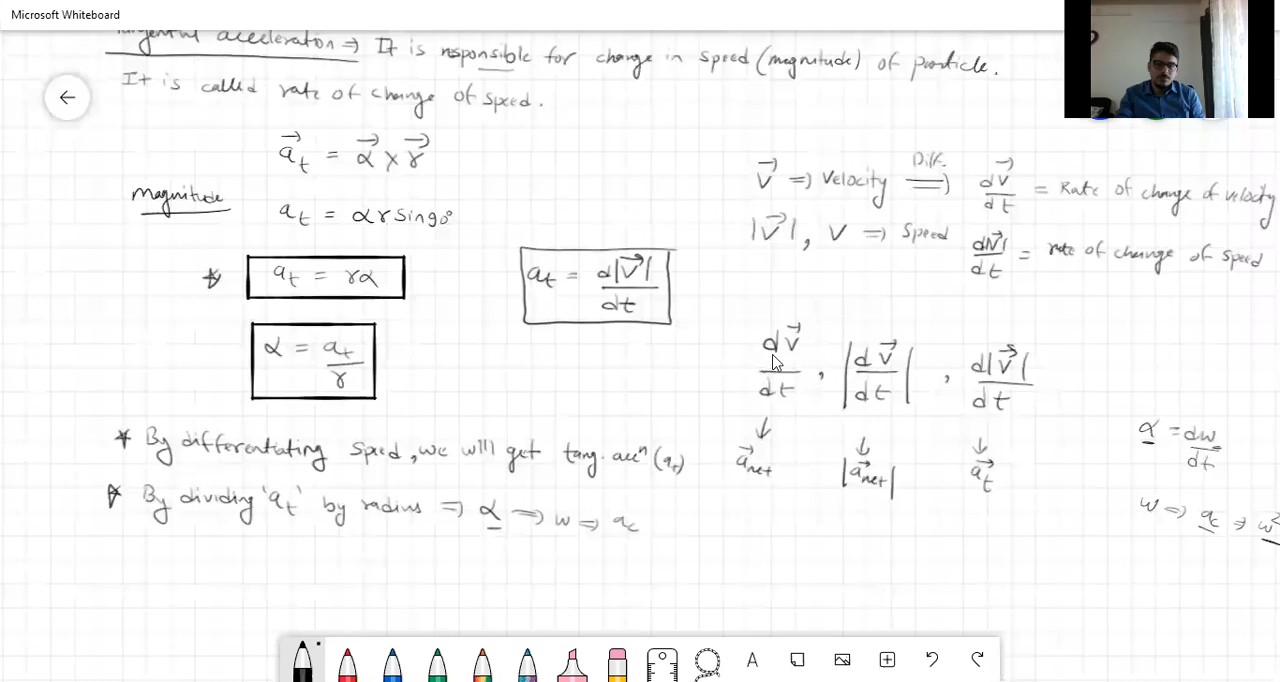 Microsoft Whiteboard
Tangential acceleration ⇒ It is responsible for change in speed (magnitude) of particle.
It is called rate of change of speed.
a⃗t = α⃗ × r⃗
Magnitude
at = αr sin90°
at = rα
α = at/r
at = d|v⃗|/dt
v⃗ ⇒ Velocity Diff. ⇒ dv⃗/dt = Rate of change of velocity
|v⃗|, v ⇒ Speed d|v⃗|/dt = rate of change of speed
dv⃗/dt , |dv⃗/dt| , d|v⃗|/dt
↓ ↓ ↓
a⃗net |a⃗net| a⃗t
α = dw/dt
w ⇒ ac ⇒ w²
* By differentiating speed, we will get tang. accⁿ (at)
* By dividing 'at' by radius ⇒ α ⇒ w ⇒ ac
A